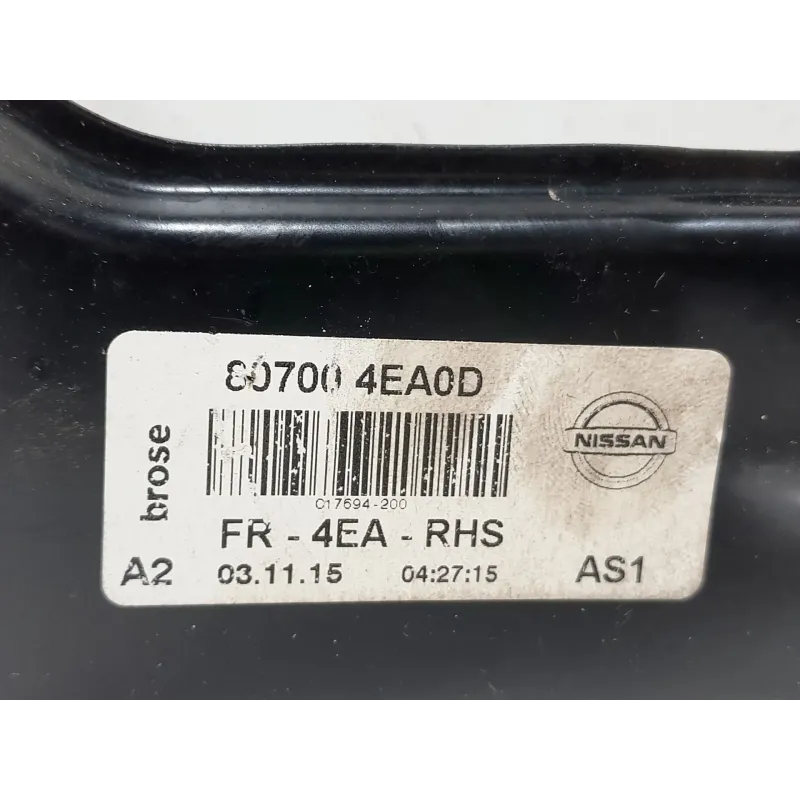 80700 4EA0D
brose
NISSAN
C17694-200
FR - 4EA - RHS
A2 03.11.15 04:27:15 AS1